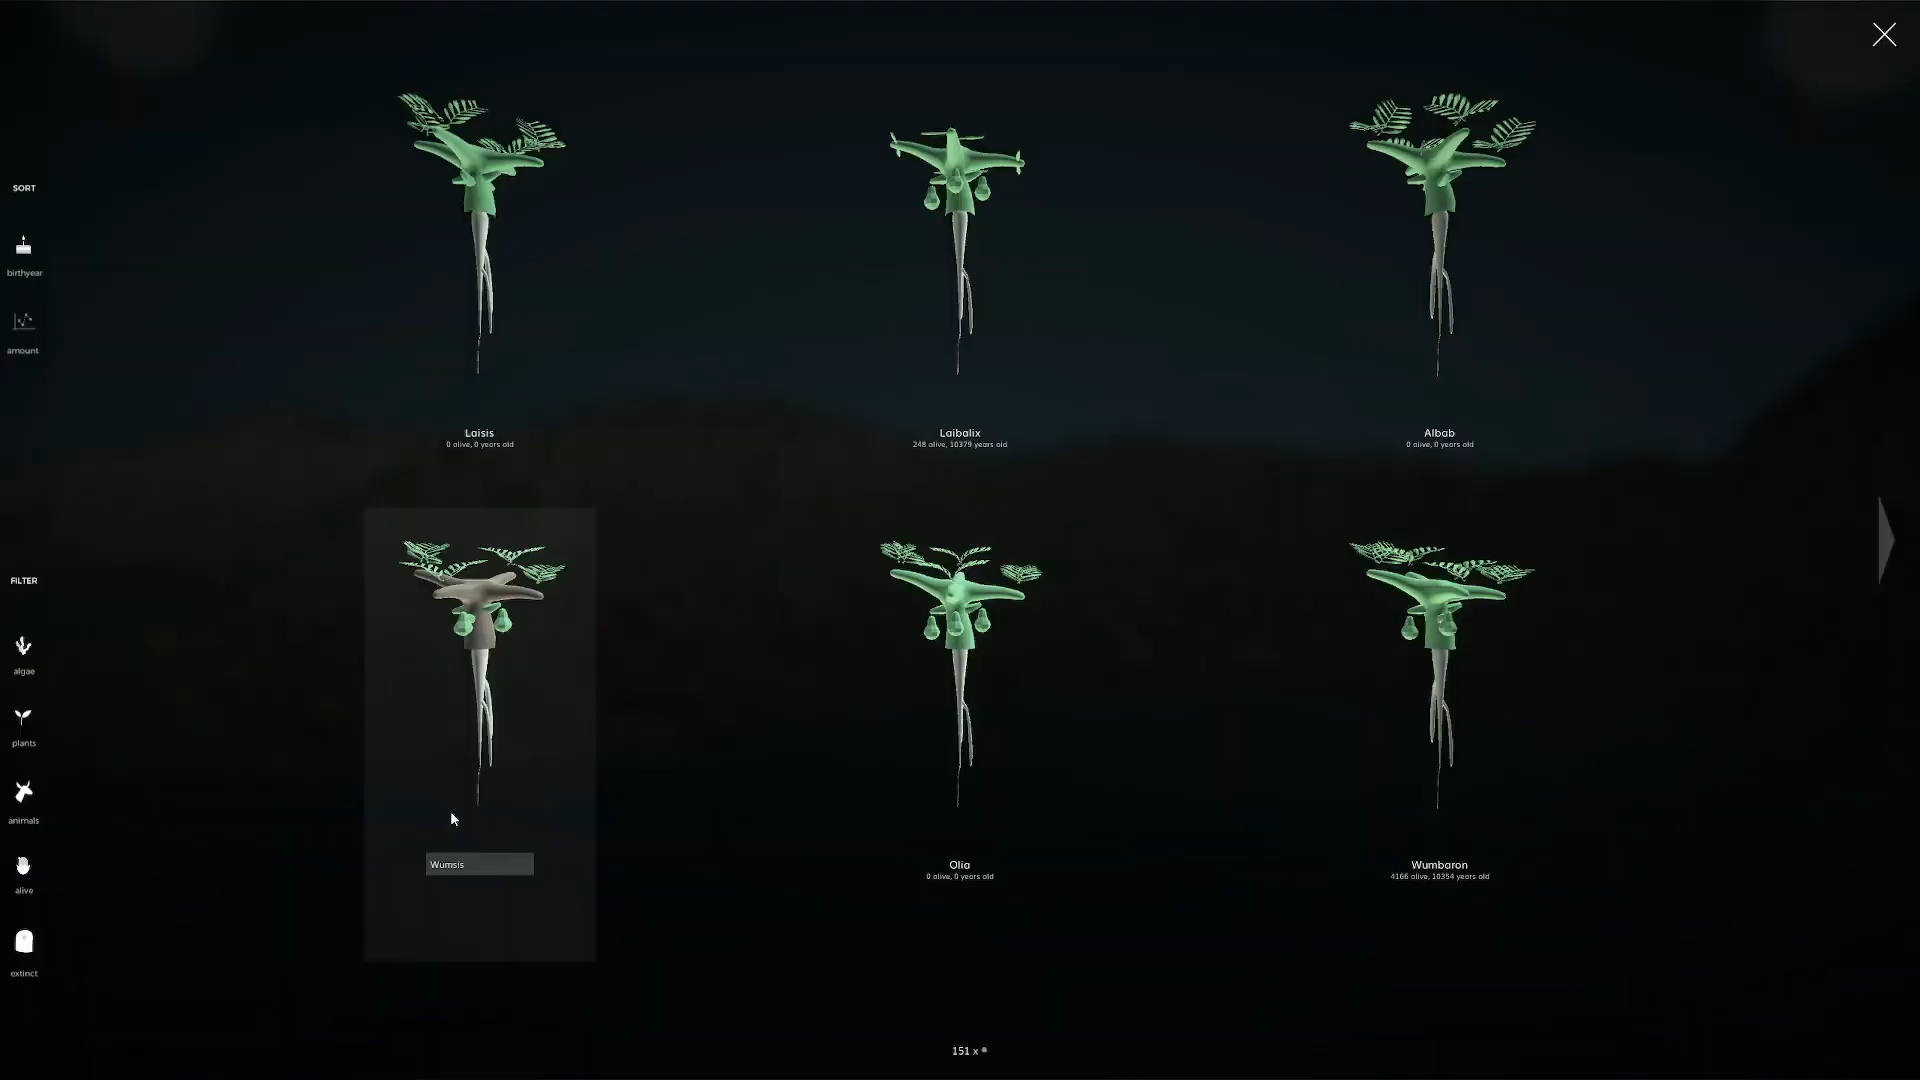 SORT
birthyear
amount
FILTER
algae
plants
animals
alive
extinct
Laisis
0 alive, 0 years old
Laibalix
248 alive, 10379 years old
Albab
0 alive, 0 years old
Wumsis
Olia
0 alive, 0 years old
Wumbaron
4166 alive, 10354 years old
151 x